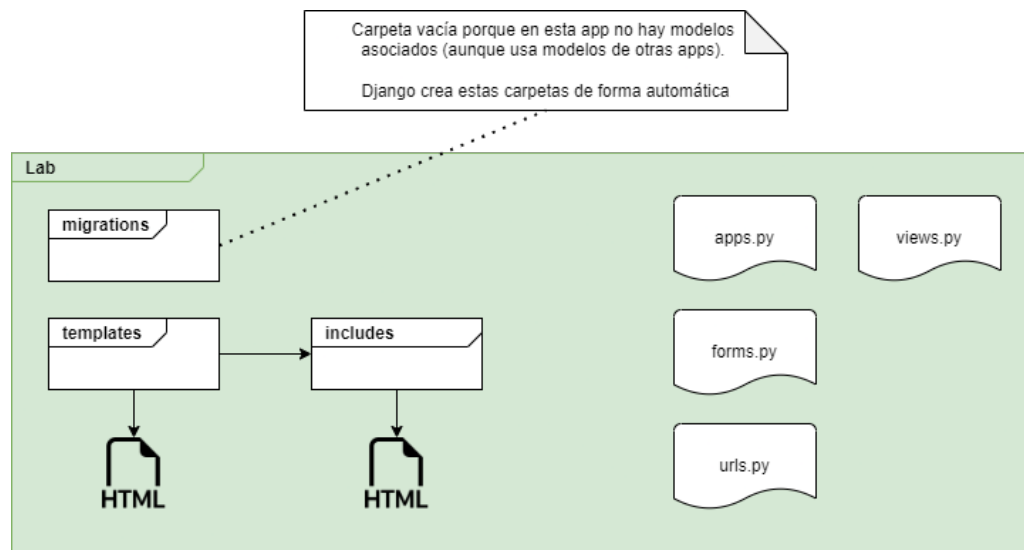 Carpeta vacía porque en esta app no hay modelos
asociados (aunque usa modelos de otras apps).
Django crea estas carpetas de forma automática
Lab
migrations
apps.py
views.py
templates
includes
forms.py
HTML
HTML
urls.py